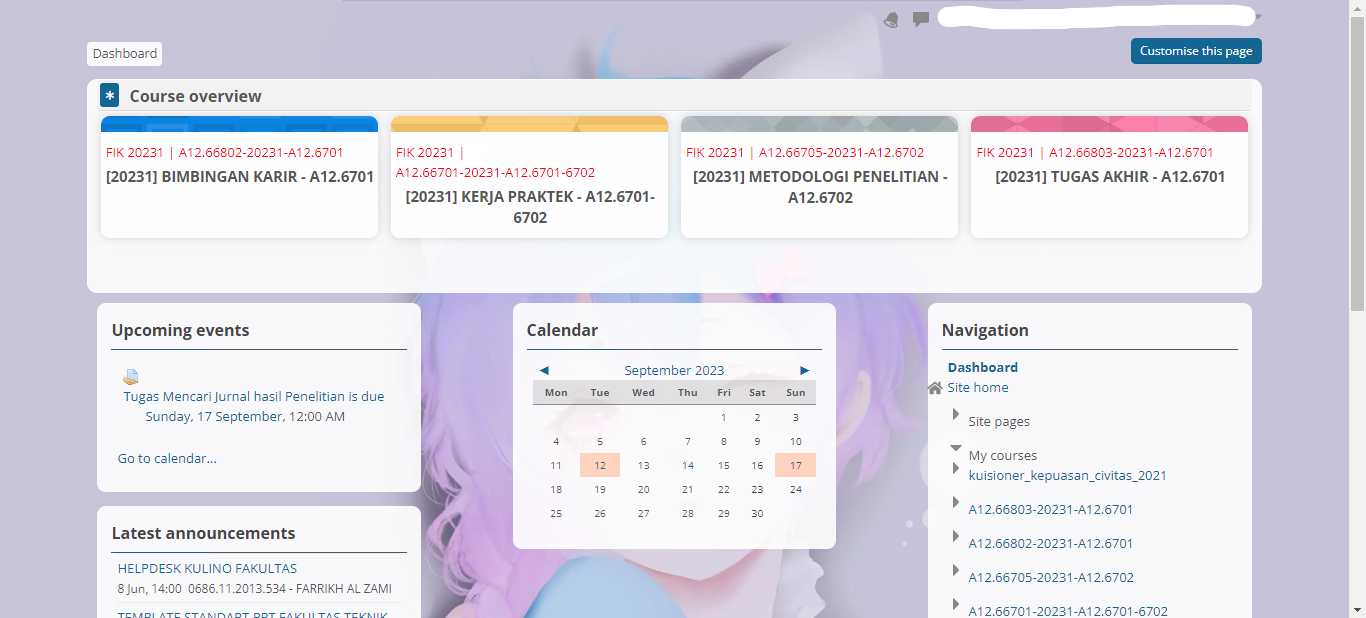 Dashboard
Customise this page
Course overview
FIK 20231 | A12.66802-20231-A12.6701
[20231] BIMBINGAN KARIR - A12.6701
FIK 20231 |
A12.66701-20231-A12.6701-6702
[20231] KERJA PRAKTEK - A12.6701-
6702
FIK 20231 | A12.66705-20231-A12.6702
[20231] METODOLOGI PENELITIAN -
A12.6702
FIK 20231 | A12.66803-20231-A12.6701
[20231] TUGAS AKHIR - A12.6701
Upcoming events
Tugas Mencari Jurnal hasil Penelitian is due
Sunday, 17 September, 12:00 AM
Go to calendar...
Latest announcements
HELPDESK KULINO FAKULTAS
8 Jun, 14:00 0686.11.2013.534 - FARRIKH AL ZAMI
TEMPLATE STANDART PPT FAKULTAS TEKNIK
Calendar
◄ September 2023 ►
Mon Tue Wed Thu Fri Sat Sun
1 2 3
4 5 6 7 8 9 10
11 12 13 14 15 16 17
18 19 20 21 22 23 24
25 26 27 28 29 30
Navigation
Dashboard
Site home
Site pages
My courses
kuisioner_kepuasan_civitas_2021
A12.66803-20231-A12.6701
A12.66802-20231-A12.6701
A12.66705-20231-A12.6702
A12.66701-20231-A12.6701-6702